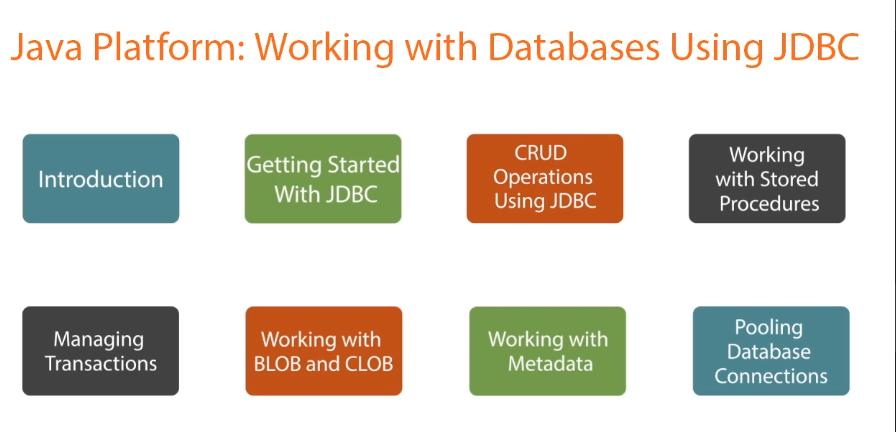 Java Platform: Working with Databases Using JDBC
Introduction
Getting Started
With JDBC
CRUD
Operations
Using JDBC
Working
with Stored
Procedures
Managing
Transactions
Working with
BLOB and CLOB
Working with
Metadata
Pooling
Database
Connections